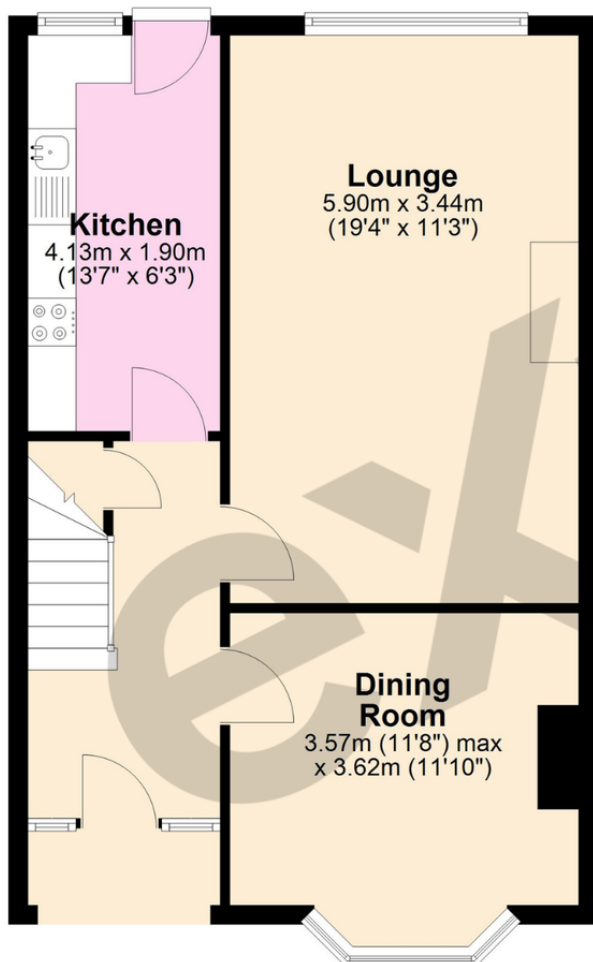 Lounge
5.90m x 3.44m
(19'4" x 11'3")
Kitchen
4.13m x 1.90m
(13'7" x 6'3")
Dining
Room
3.57m (11'8") max
x 3.62m (11'10")
ex